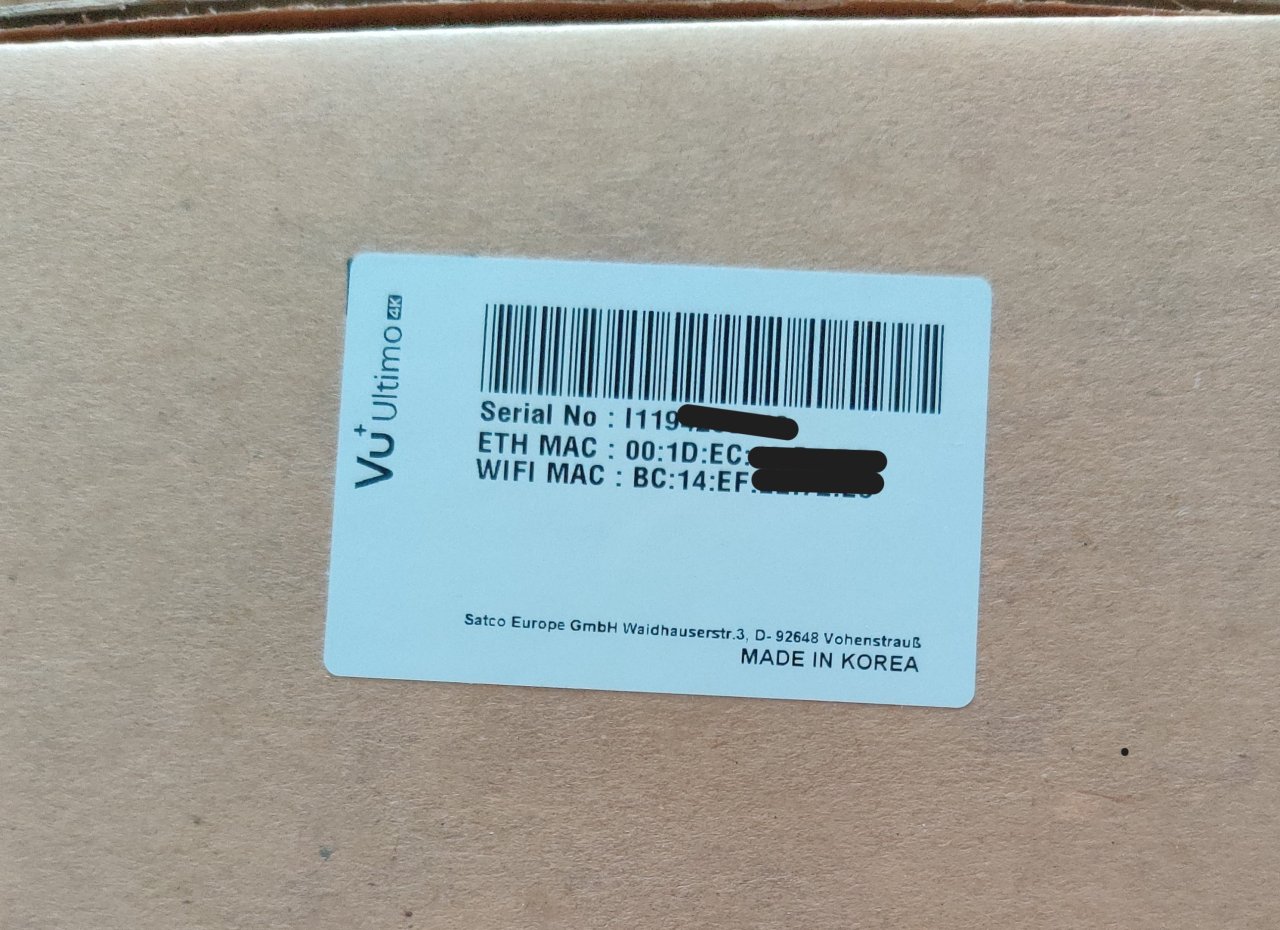 Vu+ Ultimo 4K
Serial No : I119
ETH MAC : 00:1D:EC:
WIFI MAC : BC:14:EF:
Satco Europe GmbH Waidhauserstr.3, D- 92648 Vohenstrauß
MADE IN KOREA